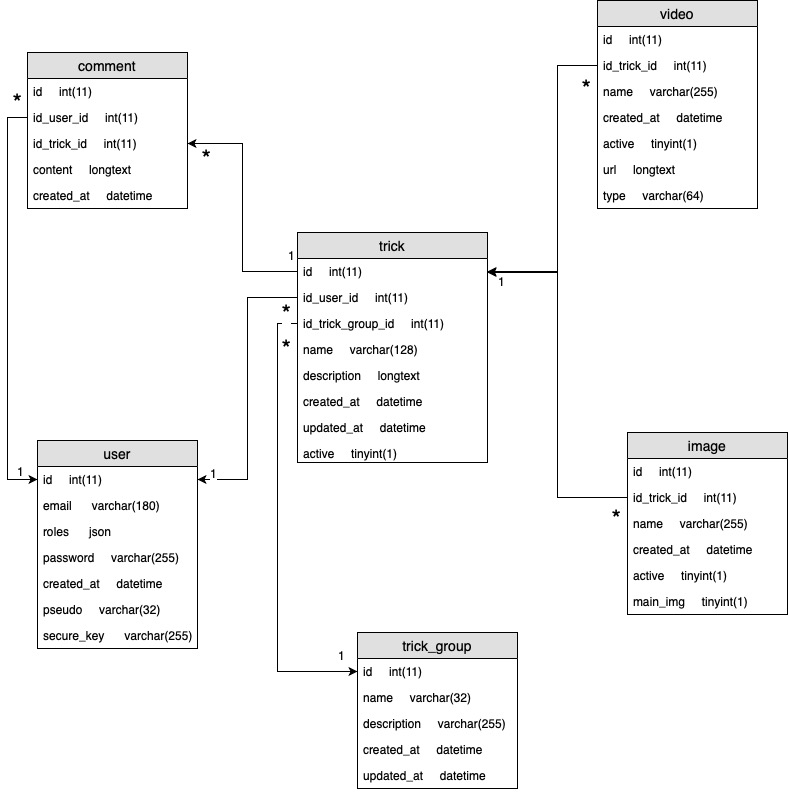 video
id int(11)
id_trick_id int(11)
*
name varchar(255)
created_at datetime
active tinyint(1)
url longtext
type varchar(64)
comment
id int(11)
*
id_user_id int(11)
id_trick_id int(11)
*
content longtext
created_at datetime
trick
1
id int(11)
1
id_user_id int(11)
*
id_trick_group_id int(11)
*
name varchar(128)
description longtext
created_at datetime
updated_at datetime
active tinyint(1)
user
1
1
id int(11)
email varchar(180)
roles json
password varchar(255)
created_at datetime
pseudo varchar(32)
secure_key varchar(255)
image
id int(11)
id_trick_id int(11)
*
name varchar(255)
created_at datetime
active tinyint(1)
main_img tinyint(1)
trick_group
1
id int(11)
name varchar(32)
description varchar(255)
created_at datetime
updated_at datetime